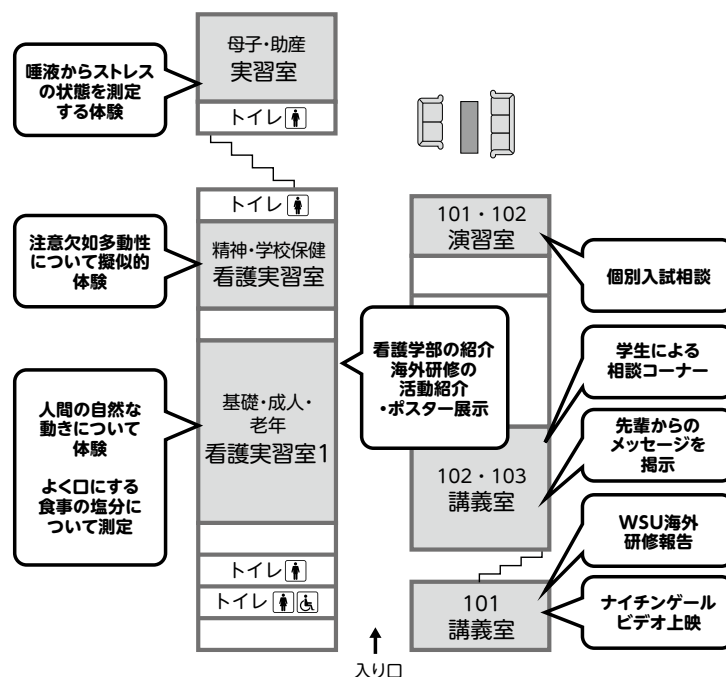 母子・助産
実習室
トイレ
唾液からストレス
の状態を測定
する体験
トイレ
精神・学校保健
看護実習室
注意欠如多動性
について擬似的
体験
101・102
演習室
個別入試相談
看護学部の紹介
海外研修の
活動紹介
・ポスター展示
学生による
相談コーナー
基礎・成人・
老年
看護実習室1
人間の自然な
動きについて
体験
よく口にする
食事の塩分に
ついて測定
102・103
講義室
先輩からの
メッセージを
掲示
WSU海外
研修報告
トイレ
トイレ
101
講義室
ナイチンゲール
ビデオ上映
入り口